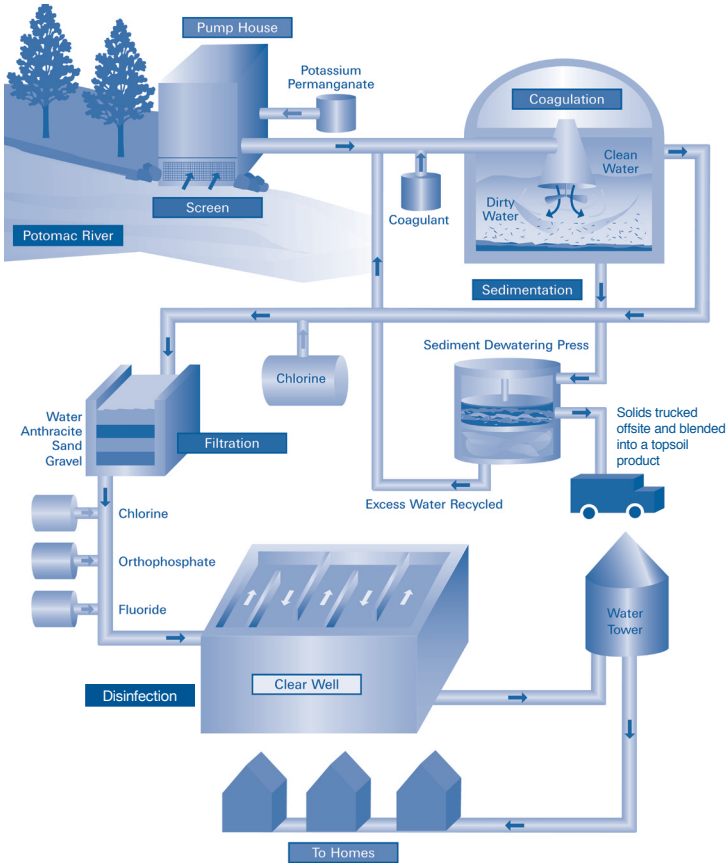 Pump House
Potassium
Permanganate
Coagulation
Clean
Water
Dirty
Water
Screen
Coagulant
Potomac River
Sedimentation
Sediment Dewatering Press
Chlorine
Water
Anthracite
Sand
Gravel
Filtration
Solids trucked
offsite and blended
into a topsoil
product
Excess Water Recycled
Chlorine
Orthophosphate
Fluoride
Water
Tower
Clear Well
Disinfection
To Homes